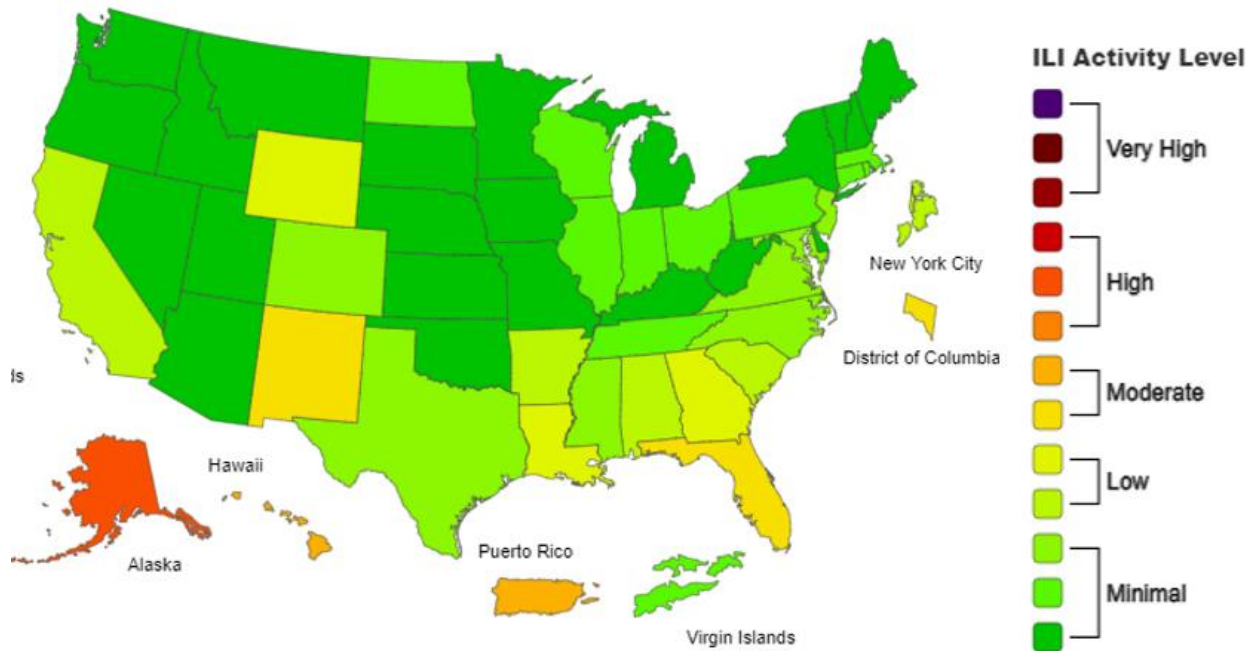 ILI Activity Level
Very High
High
Moderate
Low
Minimal
New York City
District of Columbia
ds
Hawaii
Alaska
Puerto Rico
Virgin Islands